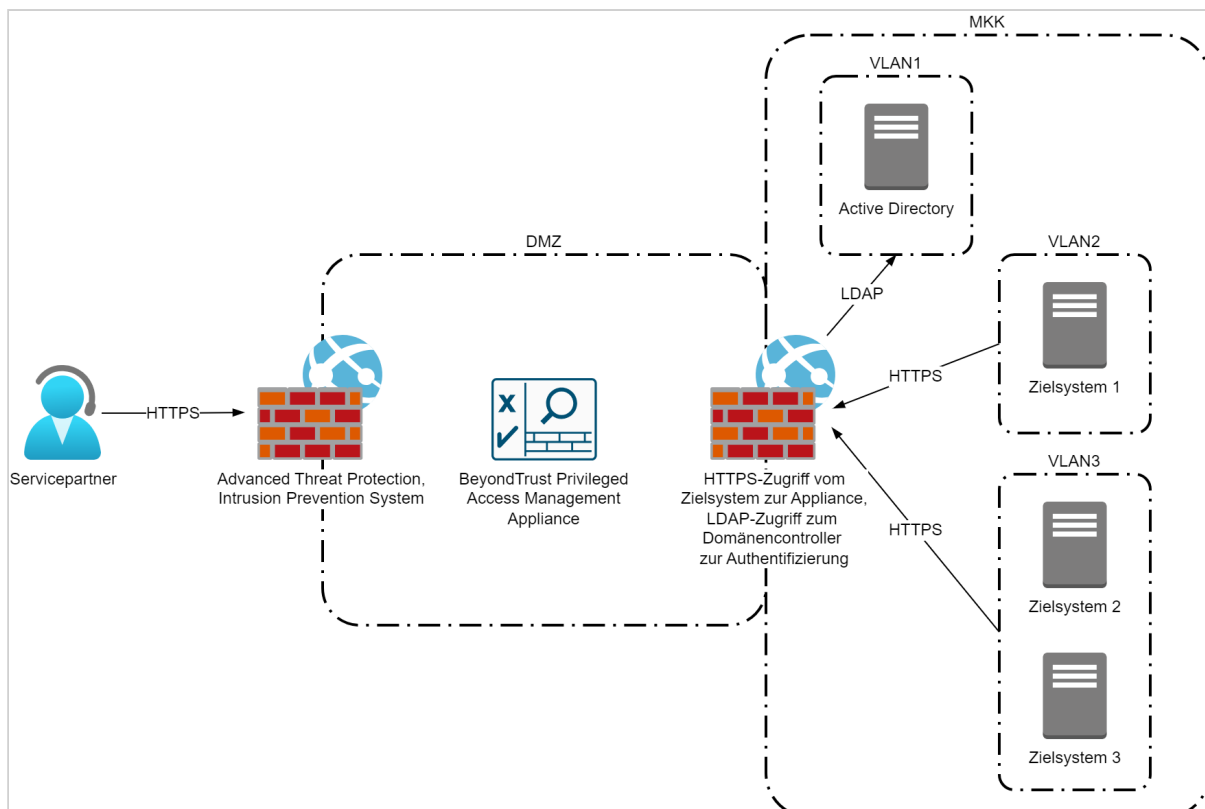 MKK
VLAN1
Active Directory
DMZ
VLAN2
LDAP
HTTPS
Zielsystem 1
HTTPS
Servicepartner
Advanced Threat Protection,
Intrusion Prevention System
BeyondTrust Privileged
Access Management
Appliance
HTTPS-Zugriff vom
Zielsystem zur Appliance,
LDAP-Zugriff zum
Domänencontroller
zur Authentifizierung
VLAN3
HTTPS
Zielsystem 2
Zielsystem 3